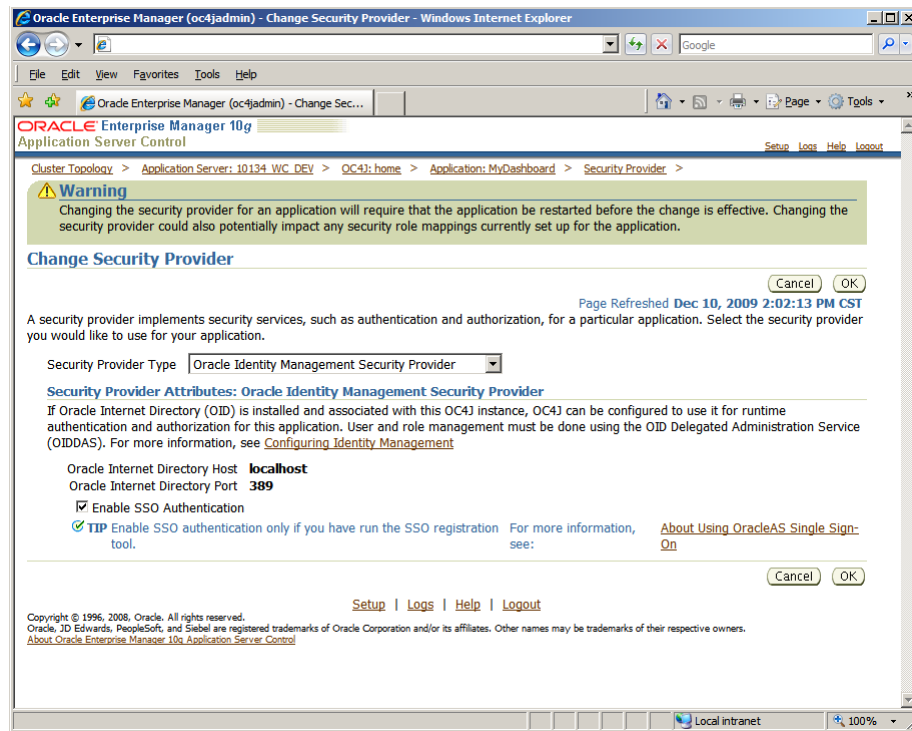 Oracle Enterprise Manager (oc4jadmin) - Change Security Provider - Windows Internet Explorer
Google
File Edit View Favorites Tools Help
Oracle Enterprise Manager (oc4jadmin) - Change Sec...
Page Tools
ORACLE Enterprise Manager 10g
Application Server Control
Setup Logs Help Logout
Cluster Topology > Application Server: 10134_WC_DEV > OC4J: home > Application: MyDashboard > Security Provider >
Warning
Changing the security provider for an application will require that the application be restarted before the change is effective. Changing the
security provider could also potentially impact any security role mappings currently set up for the application.
Change Security Provider
Cancel OK
Page Refreshed Dec 10, 2009 2:02:13 PM CST
A security provider implements security services, such as authentication and authorization, for a particular application. Select the security provider
you would like to use for your application.
Security Provider Type Oracle Identity Management Security Provider
Security Provider Attributes: Oracle Identity Management Security Provider
If Oracle Internet Directory (OID) is installed and associated with this OC4J instance, OC4J can be configured to use it for runtime
authentication and authorization for this application. User and role management must be done using the OID Delegated Administration Service
(OIDDAS). For more information, see Configuring Identity Management
Oracle Internet Directory Host localhost
Oracle Internet Directory Port 389
Enable SSO Authentication
TIP Enable SSO authentication only if you have run the SSO registration tool.
For more information, see:
About Using OracleAS Single Sign-On
Cancel OK
Setup | Logs | Help | Logout
Copyright © 1996, 2008, Oracle. All rights reserved.
Oracle, JD Edwards, PeopleSoft, and Siebel are registered trademarks of Oracle Corporation and/or its affiliates. Other names may be trademarks of their respective owners.
About Oracle Enterprise Manager 10g Application Server Control
Local intranet
100%